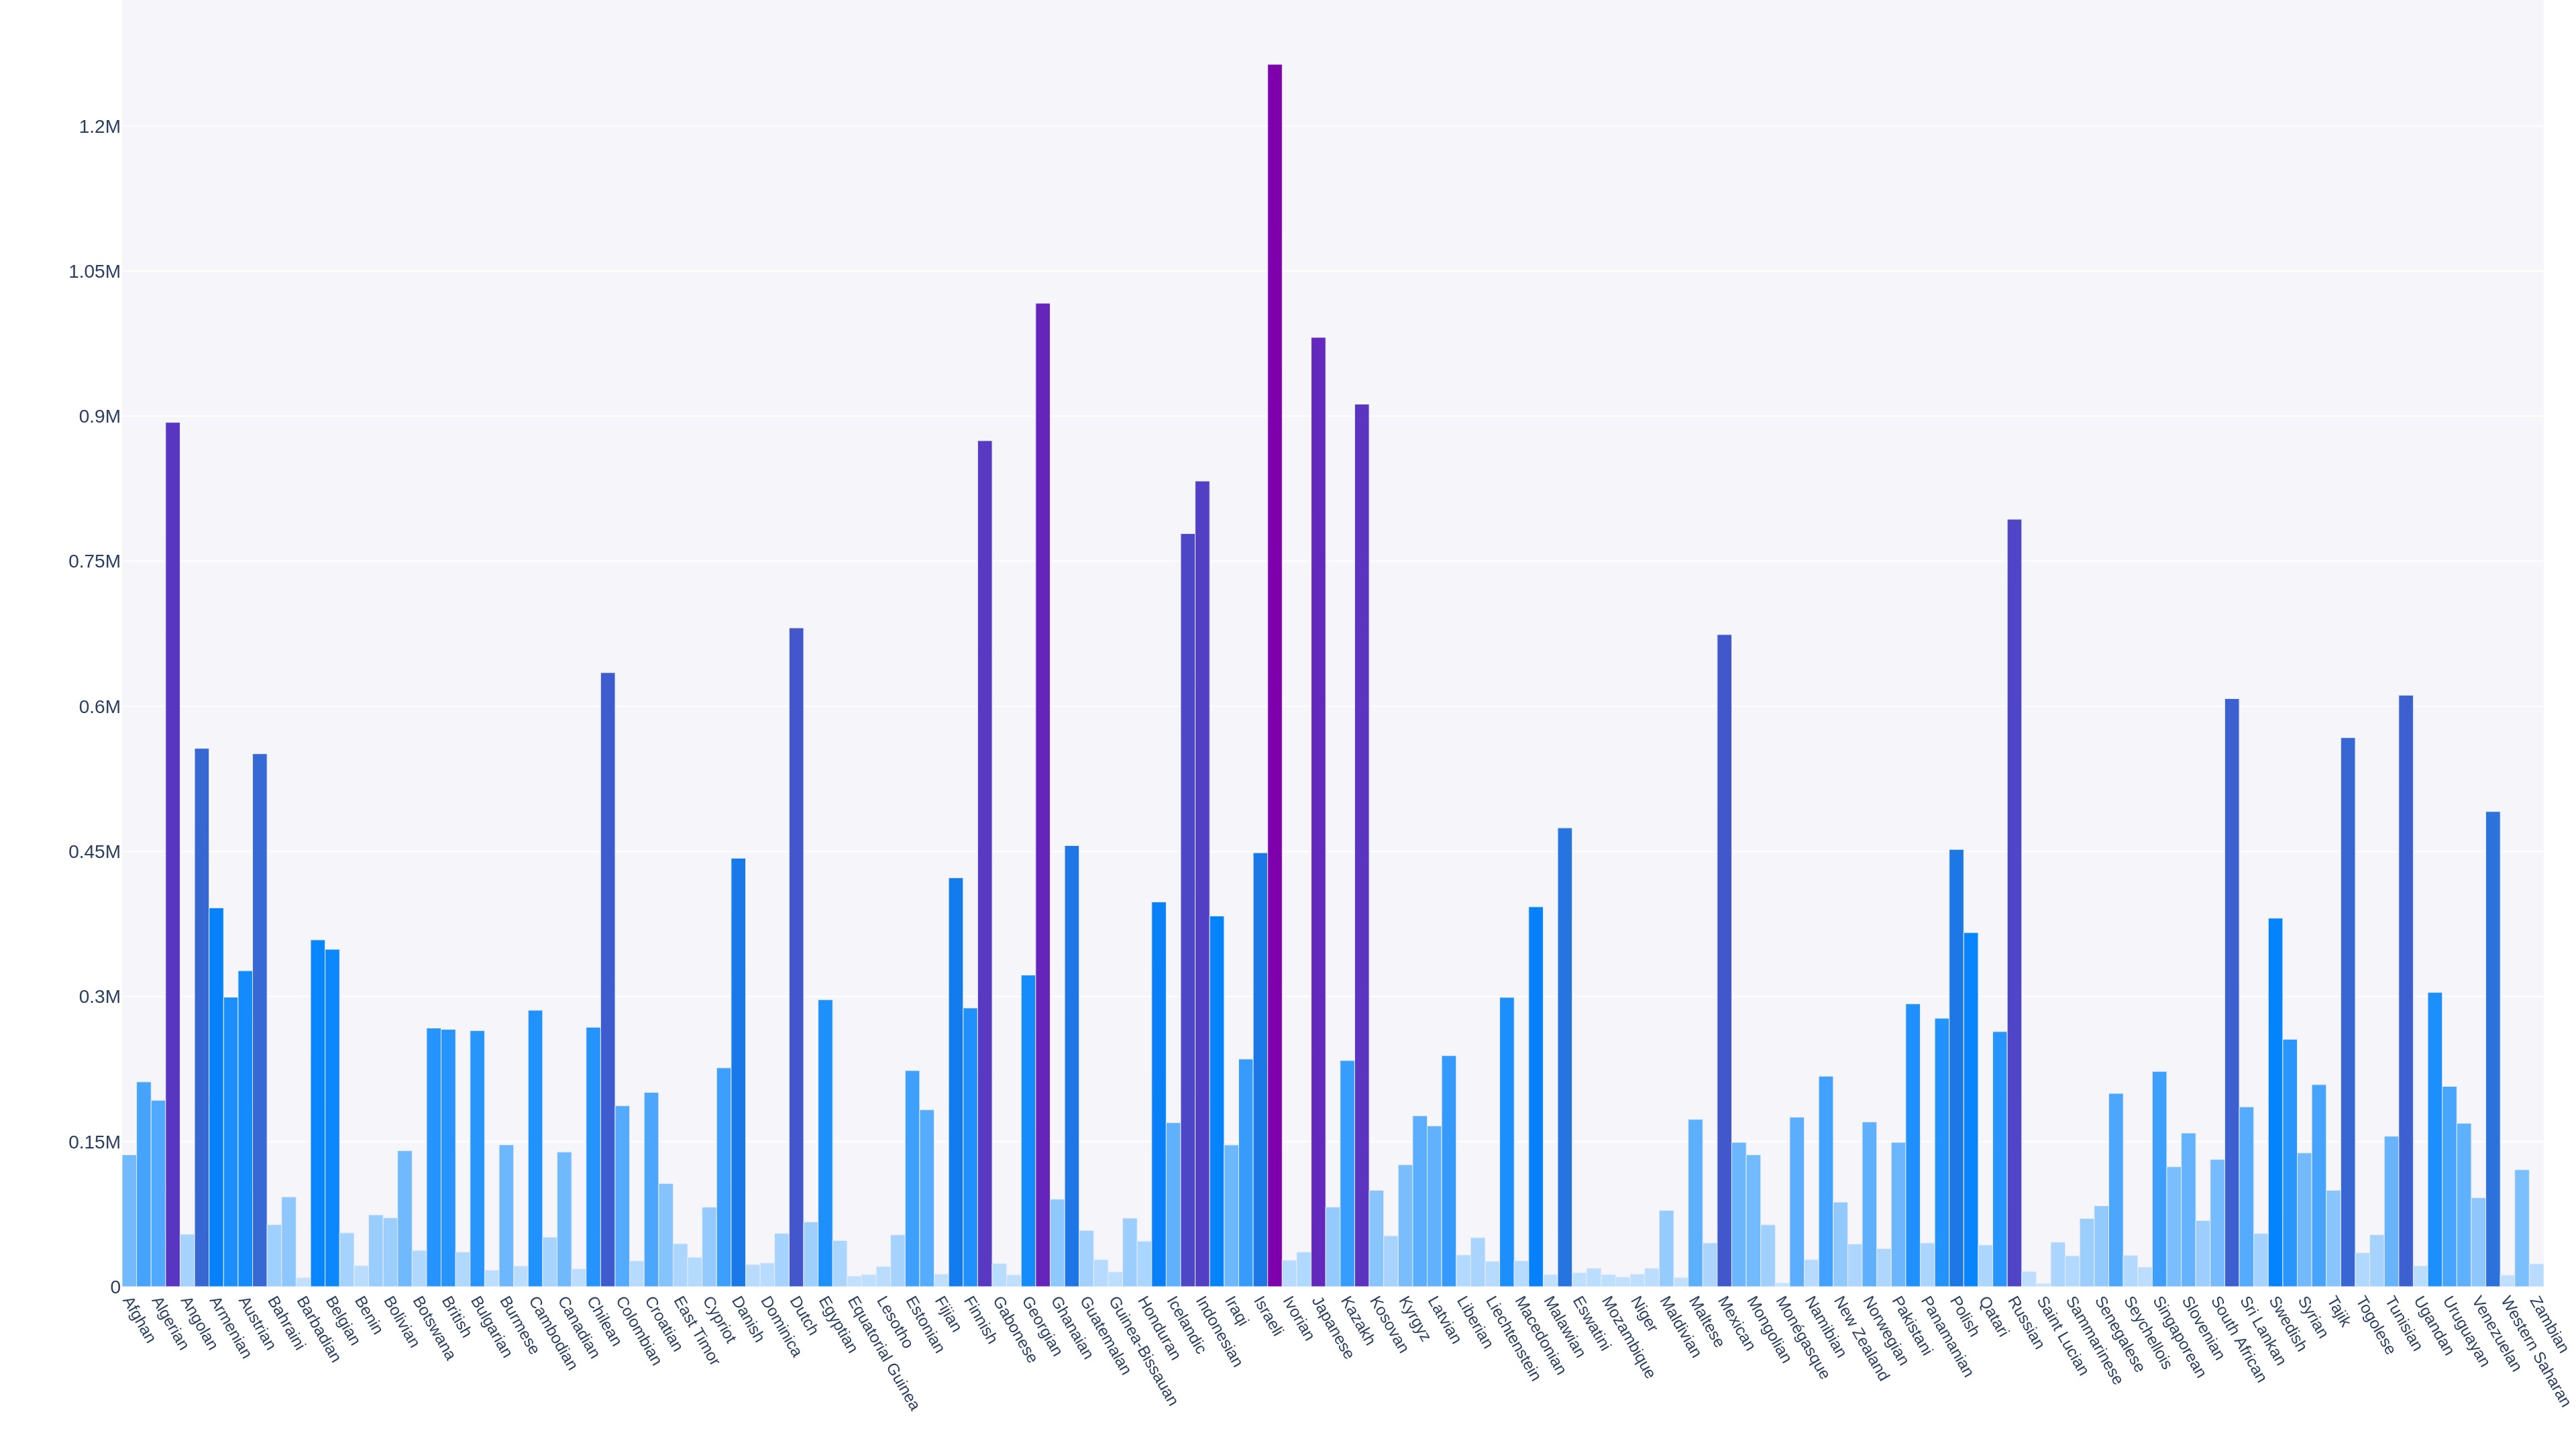 1.2M
1.05M
0.9M
0.75M
0.6M
0.45M
0.3M
0.15M
0
Afghan
Algerian
Angolan
Armenian
Austrian
Bahraini
Barbadian
Belgian
Benin
Bolivian
Botswana
British
Bulgarian
Burmese
Cambodian
Canadian
Chilean
Colombian
Croatian
East Timor
Cypriot
Danish
Dominica
Dutch
Egyptian
Equatorial Guinea
Lesotho
Estonian
Fijian
Finnish
Gabonese
Georgian
Ghanaian
Guatemalan
Guinea-Bissauan
Honduran
Icelandic
Indonesian
Iraqi
Israeli
Ivorian
Japanese
Kazakh
Kosovan
Kyrgyz
Latvian
Liberian
Liechtenstein
Macedonian
Malawian
Eswatini
Mozambique
Niger
Maldivian
Maltese
Mexican
Mongolian
Monégasque
Namibian
New Zealand
Norwegian
Pakistani
Panamanian
Polish
Qatari
Russian
Saint Lucian
Sammarinese
Senegalese
Seychellois
Singaporean
Slovenian
South African
Sri Lankan
Swedish
Syrian
Tajik
Togolese
Tunisian
Ugandan
Uruguayan
Venezuelan
Western Saharan
Zambian